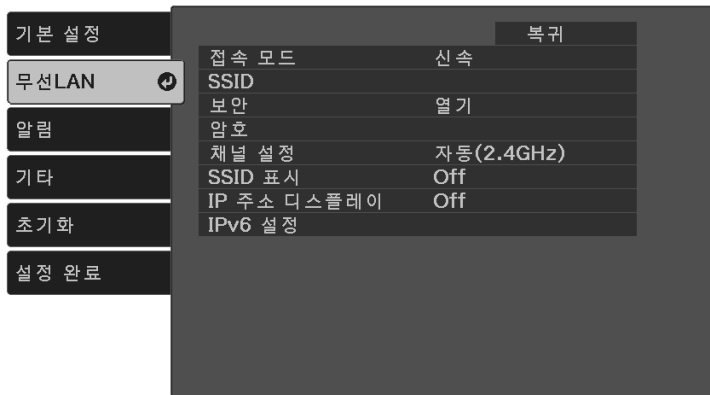 기본 설정
무선LAN
알림
기타
초기화
설정 완료
복귀
접속 모드 신속
SSID
보안 열기
암호
채널 설정 자동(2.4GHz)
SSID 표시 Off
IP 주소 디스플레이 Off
IPv6 설정